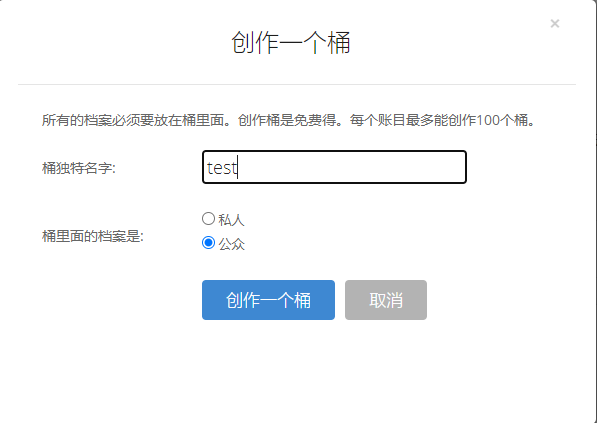 ×
创作一个桶
所有的档案必须要放在桶里面。创作桶是免费得。每个账目最多能创作100个桶。
桶独特名字:
test
桶里面的档案是:
私人
公众
创作一个桶
取消